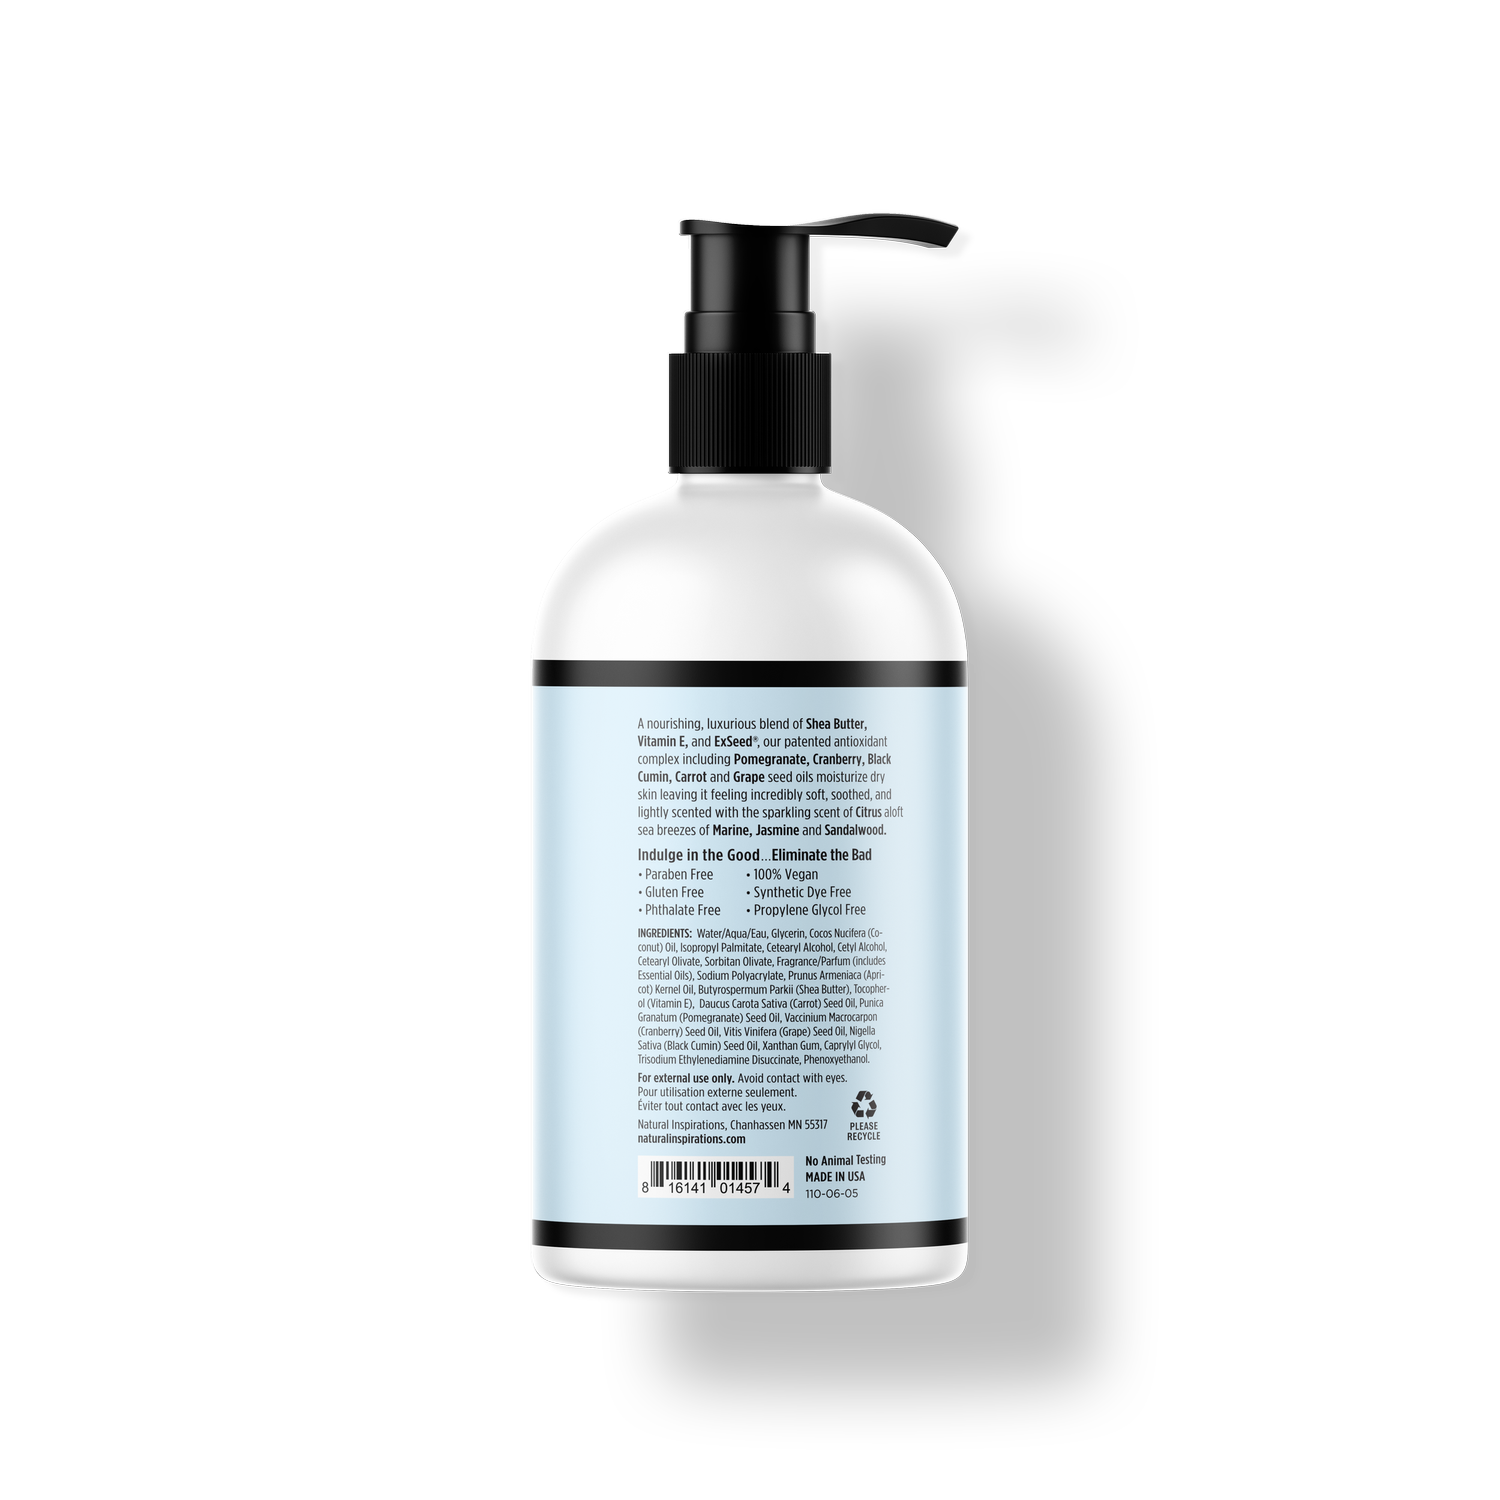 A nourishing, luxurious blend of Shea Butter,
Vitamin E, and ExSeed®, our patented antioxidant
complex including Pomegranate, Cranberry, Black
Cumin, Carrot and Grape seed oils moisturize dry
skin leaving it feeling incredibly soft, soothed, and
lightly scented with the sparkling scent of Citrus aloft
sea breezes of Marine, Jasmine and Sandalwood.
Indulge in the Good...Eliminate the Bad
• Paraben Free • 100% Vegan
• Gluten Free • Synthetic Dye Free
• Phthalate Free • Propylene Glycol Free
INGREDIENTS: Water/Aqua/Eau, Glycerin, Cocos Nucifera (Co-
conut) Oil, Isopropyl Palmitate, Cetearyl Alcohol, Cetyl Alcohol,
Cetearyl Olivate, Sorbitan Olivate, Fragrance/Parfum (includes
Essential Oils), Sodium Polyacrylate, Prunus Armeniaca (Apri-
cot) Kernel Oil, Butyrospermum Parkii (Shea Butter), Tocopher-
ol (Vitamin E), Daucus Carota Sativa (Carrot) Seed Oil, Punica
Granatum (Pomegranate) Seed Oil, Vaccinium Macrocarpon
(Cranberry) Seed Oil, Vitis Vinifera (Grape) Seed Oil, Nigella
Sativa (Black Cumin) Seed Oil, Xanthan Gum, Caprylyl Glycol,
Trisodium Ethylenediamine Disuccinate, Phenoxyethanol.
For external use only. Avoid contact with eyes.
Pour utilisation externe seulement.
Éviter tout contact avec les yeux.
Natural Inspirations, Chanhassen MN 55317
naturalinspirations.com
PLEASE
RECYCLE
8 16141 01457 4
No Animal Testing
MADE IN USA
110-06-05